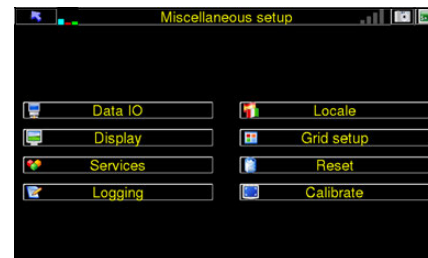 Miscellaneous setup
Data IO
Locale
Display
Grid setup
Services
Reset
Logging
Calibrate